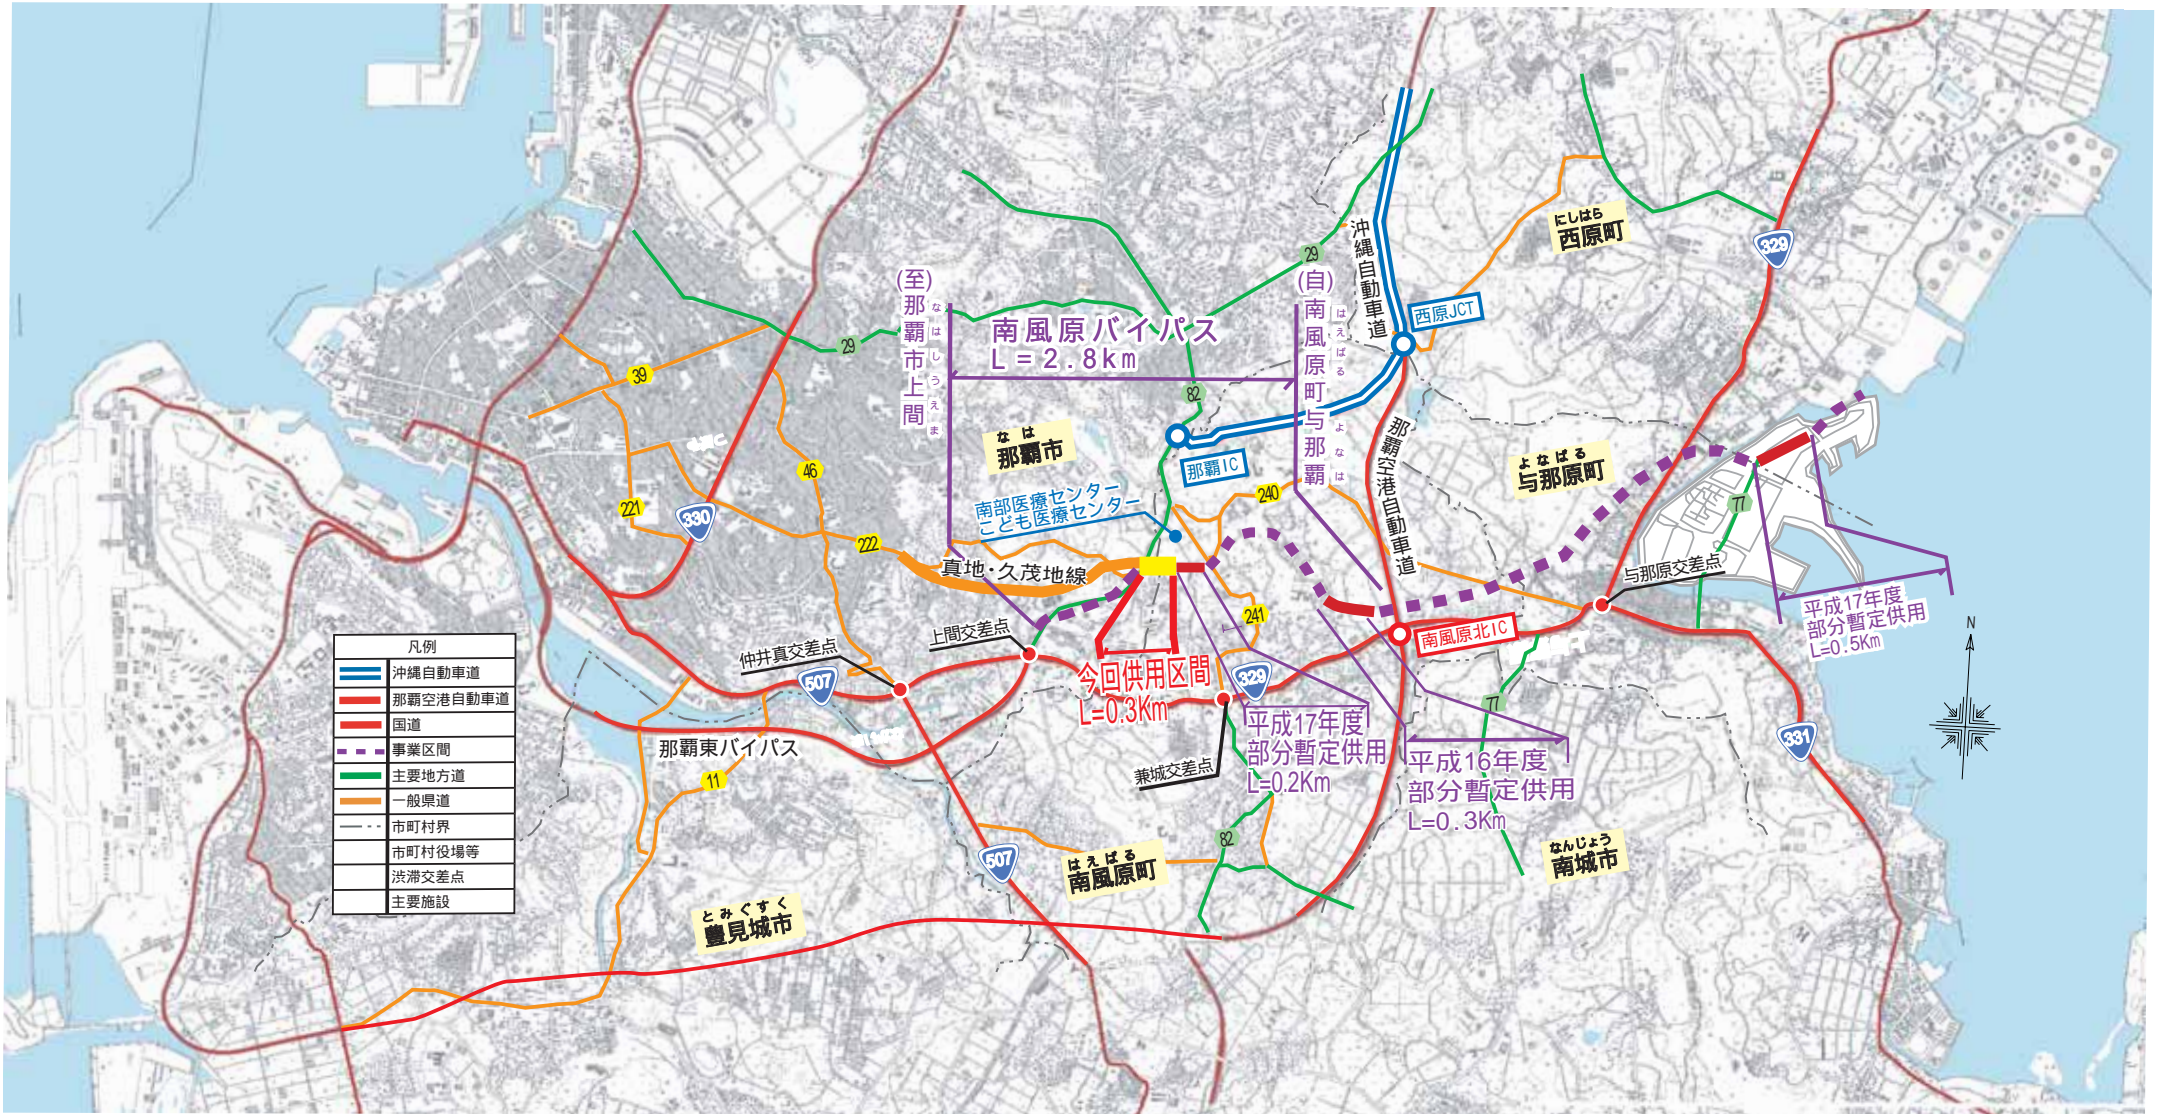 にしはら
西原町
329
沖縄自動車道
29
(自)南風原町与那覇
はえばる
よなは
(至)那覇市上間
なはしうえま
南風原バイパス
L=2.8km
西原JCT
29
39
82
なは
那覇市
那覇IC
240
那覇空港自動車道
よなばる
与那原町
46
221
330
222
南部医療センター
こども医療センター
77
真地・久茂地線
与那原交差点
平成17年度
部分暫定供用
L=0.5Km
N
241
上間交差点
仲井真交差点
507
南風原北IC
今回供用区間
L=0.3Km
329
77
平成17年度
部分暫定供用
L=0.2Km
平成16年度
部分暫定供用
L=0.3Km
331
那覇東バイパス
11
兼城交差点
82
507
はえばる
南風原町
なんじょう
南城市
とみぐすく
豊見城市
凡例
沖縄自動車道
那覇空港自動車道
国道
事業区間
主要地方道
一般県道
市町村界
市町村役場等
渋滞交差点
主要施設